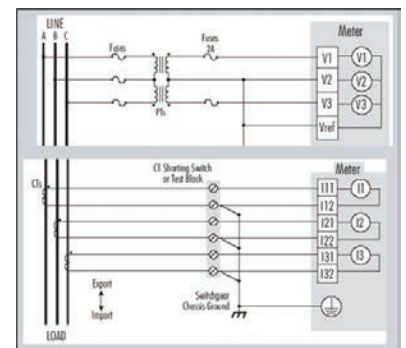 LINE
A B C
Fuses
Fuses
2A
PTs
Meter
V1 V1
V2 V2
V3 V3
Vref
CTs
CT Shorting Switch
or Test Block
Meter
I11 I1
I12
I21 I2
I22
I31 I3
I32
Export
Import
Switchgear
Chassis Ground
LOAD